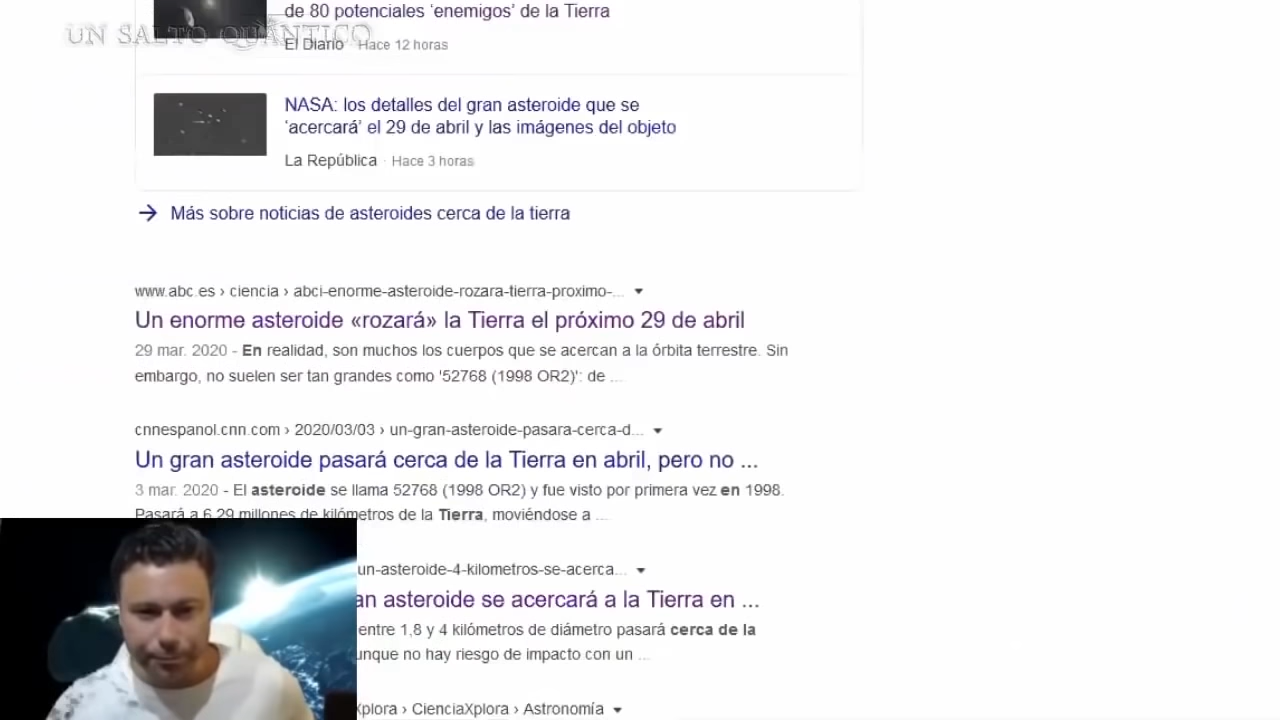 de 80 potenciales ‘enemigos’ de la Tierra
UN SALTO QUÁNTICO
El Diario · Hace 12 horas
NASA: los detalles del gran asteroide que se
‘acercará’ el 29 de abril y las imágenes del objeto
La República · Hace 3 horas
→ Más sobre noticias de asteroides cerca de la tierra
www.abc.es › ciencia › abci-enorme-asteroide-rozara-tierra-proximo-...
Un enorme asteroide «rozará» la Tierra el próximo 29 de abril
29 mar. 2020 - En realidad, son muchos los cuerpos que se acercan a la órbita terrestre. Sin
embargo, no suelen ser tan grandes como '52768 (1998 OR2)': de ...
cnnespanol.cnn.com › 2020/03/03 › un-gran-asteroide-pasara-cerca-d...
Un gran asteroide pasará cerca de la Tierra en abril, pero no ...
3 mar. 2020 - El asteroide se llama 52768 (1998 OR2) y fue visto por primera vez en 1998.
Pasará a 6,29 millones de kilómetros de la Tierra, moviéndose a ...
un-asteroide-4-kilometros-se-acerca...
an asteroide se acercará a la Tierra en ...
entre 1,8 y 4 kilómetros de diámetro pasará cerca de la
unque no hay riesgo de impacto con un ...
Xplora › CienciaXplora › Astronomía